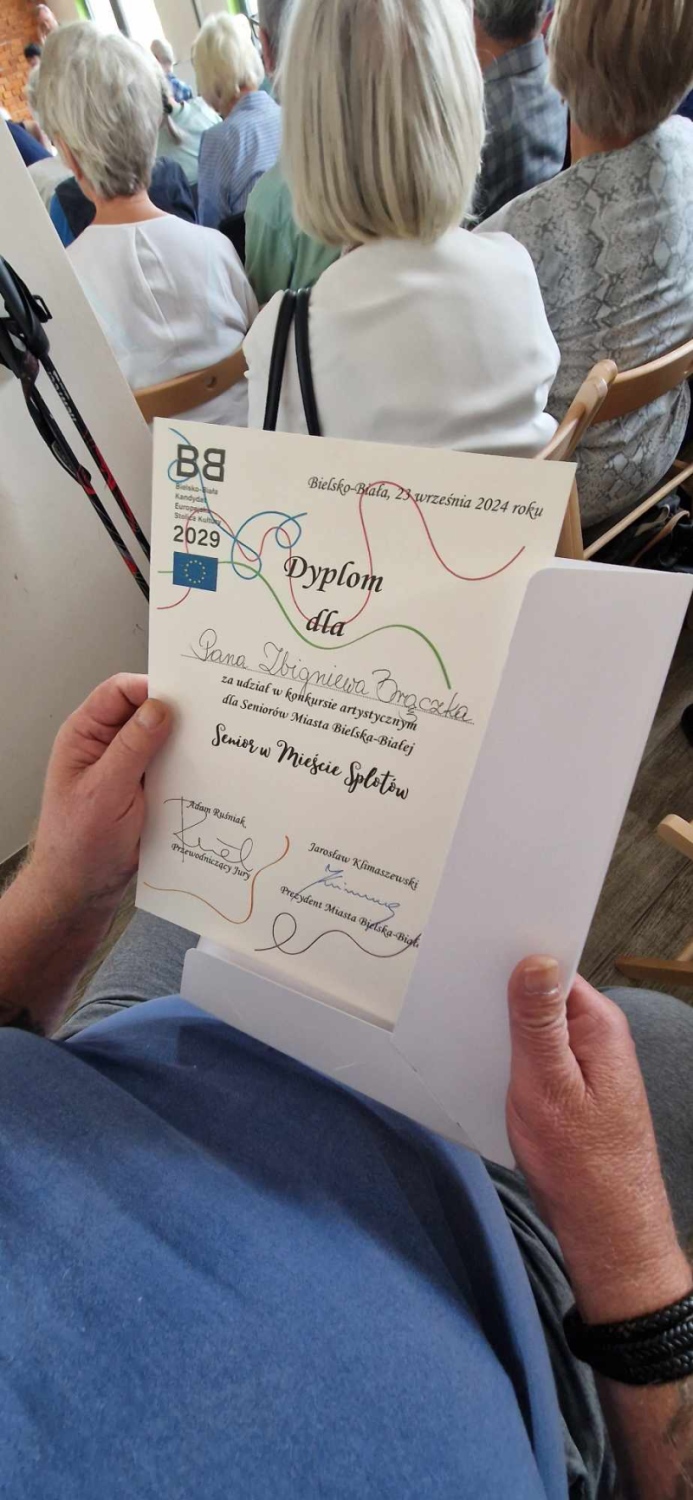 BB
Bielsko-Biała
Kandydat
Europejska
Stolica Kultury
2029
Bielsko-Biała, 23 września 2024 roku
Dyplom
dla
Pana Zbigniewa Brączka
za udział w konkursie artystycznym
dla Seniorów Miasta Bielska-Białej
Senior w Mieście Splotów
Adam Ruśniak
Przewodniczący Jury
Jarosław Klimaszewski
Prezydent Miasta Bielska-Białej